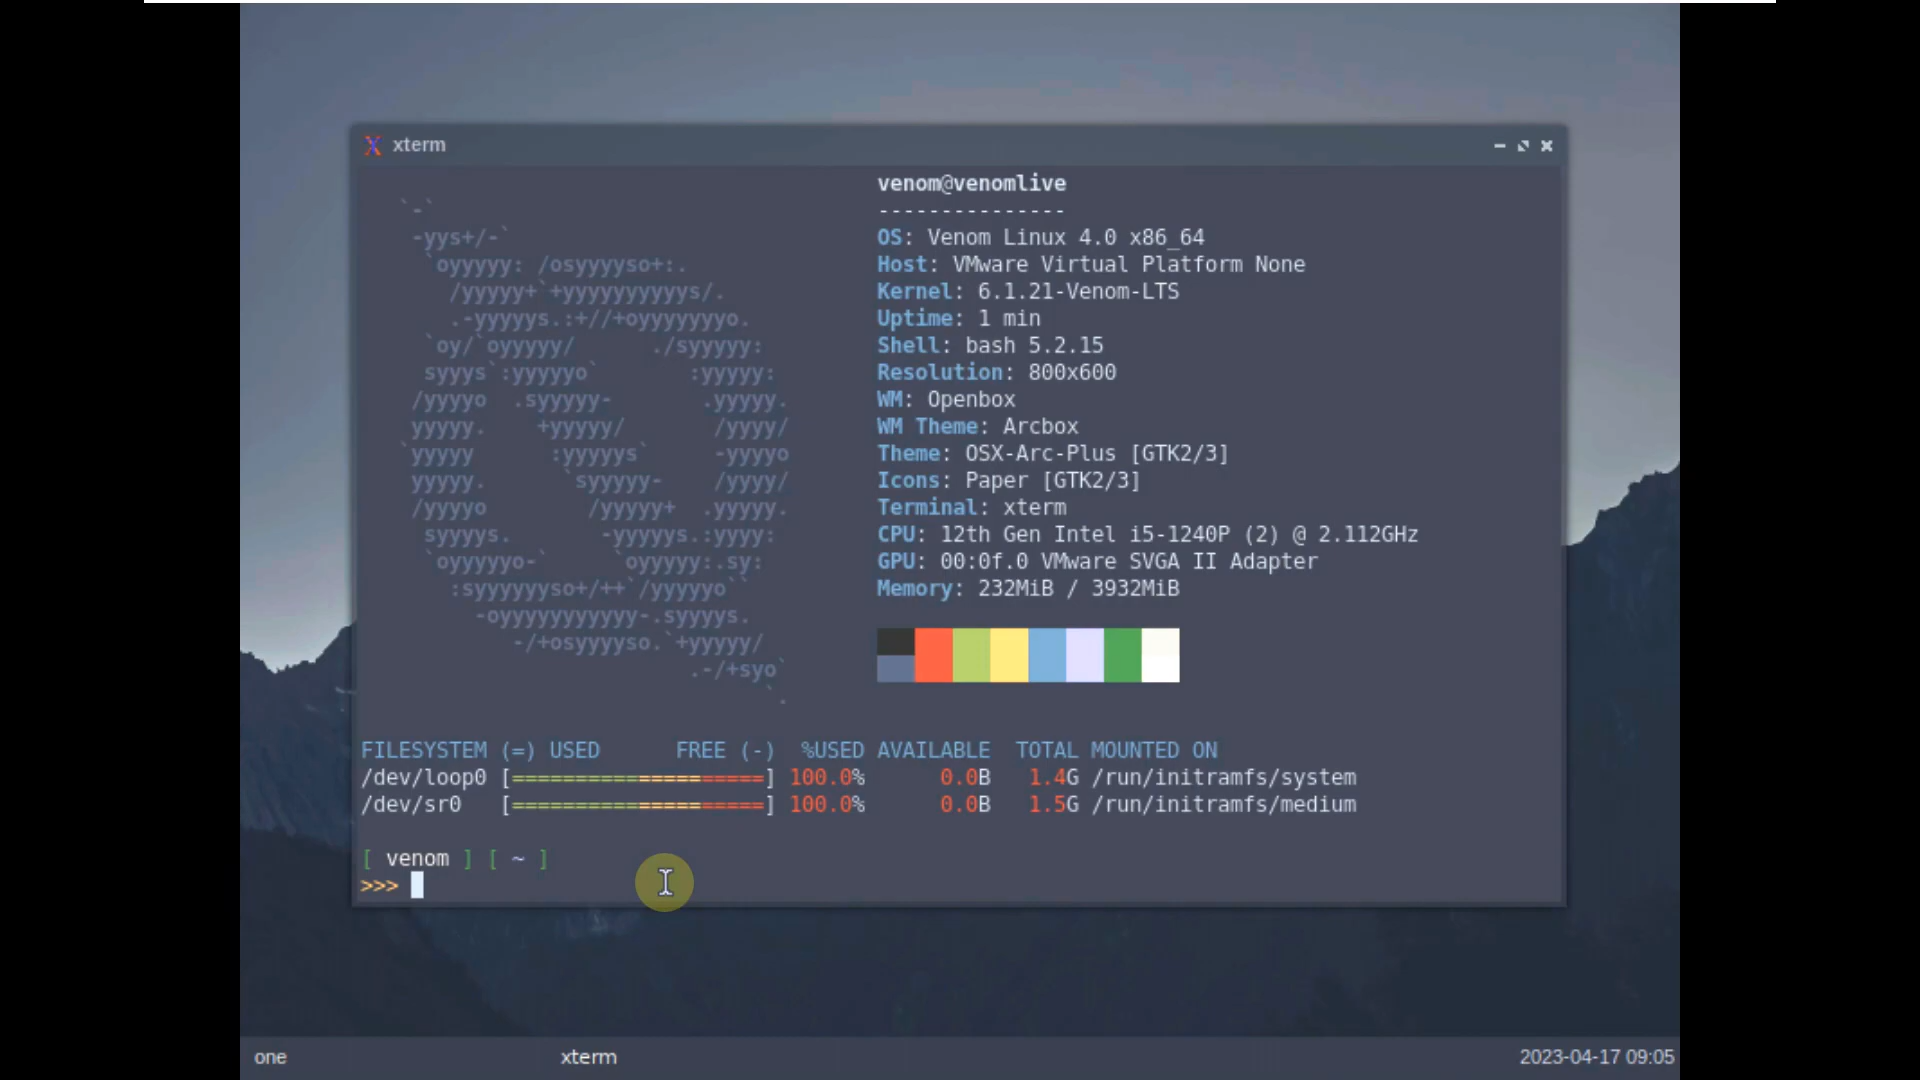 xterm
venom@venomlive
---------------
OS: Venom Linux 4.0 x86_64
Host: VMware Virtual Platform None
Kernel: 6.1.21-Venom-LTS
Uptime: 1 min
Shell: bash 5.2.15
Resolution: 800x600
WM: Openbox
WM Theme: Arcbox
Theme: OSX-Arc-Plus [GTK2/3]
Icons: Paper [GTK2/3]
Terminal: xterm
CPU: 12th Gen Intel i5-1240P (2) @ 2.112GHz
GPU: 00:0f.0 VMware SVGA II Adapter
Memory: 232MiB / 3932MiB
FILESYSTEM (=) USED      FREE (-)  %USED AVAILABLE  TOTAL MOUNTED ON
/dev/loop0 [====================] 100.0%      0.0B   1.4G /run/initramfs/system
/dev/sr0   [====================] 100.0%      0.0B   1.5G /run/initramfs/medium
[ venom ] [ ~ ]
>>>
one xterm 2023-04-17 09:05